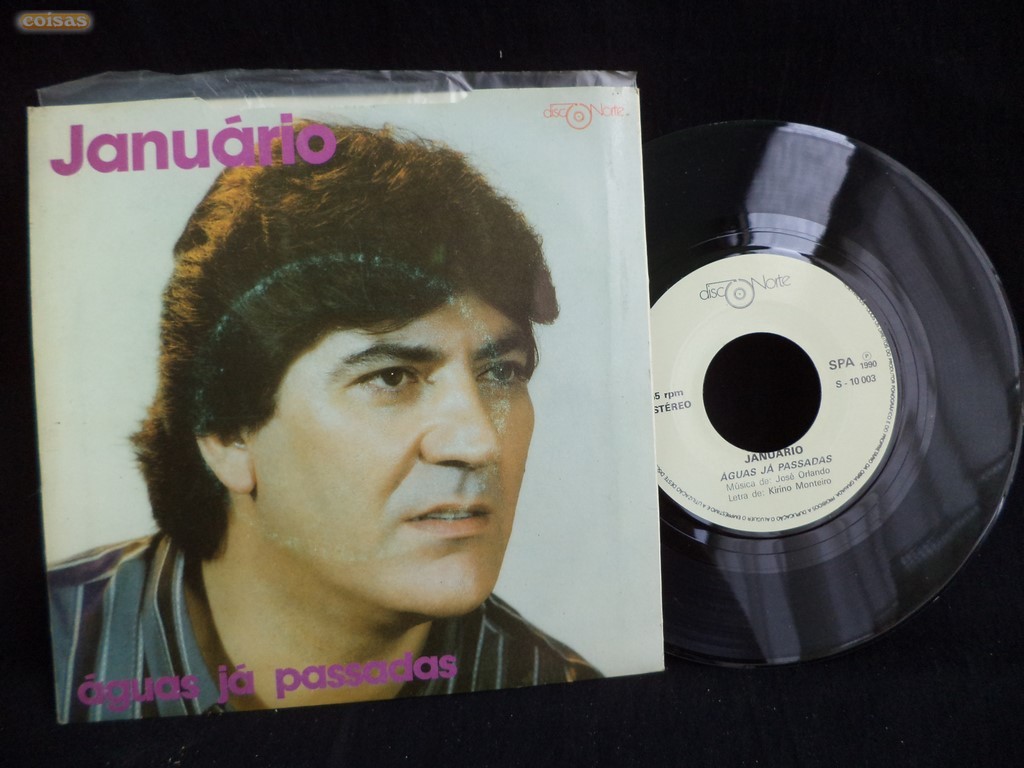 coisas
Januário
disco Norte
águas já passadas
disco Norte
SPA ℗ 1990
S - 10 003
5 rpm
STÉREO
JANUÁRIO
ÁGUAS JÁ PASSADAS
Música de: José Orlando
Letra de: Kirino Monteiro